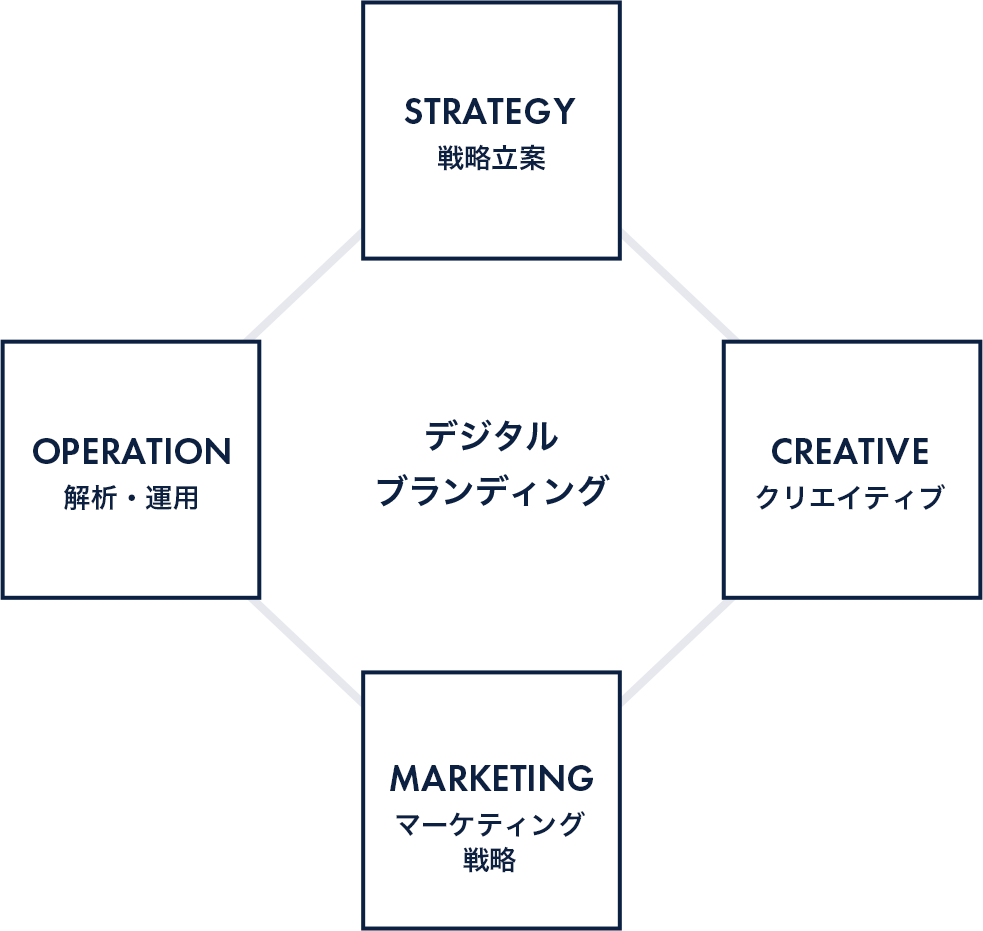 STRATEGY
戦略立案
OPERATION
解析・運用
デジタル
ブランディング
CREATIVE
クリエイティブ
MARKETING
マーケティング
戦略